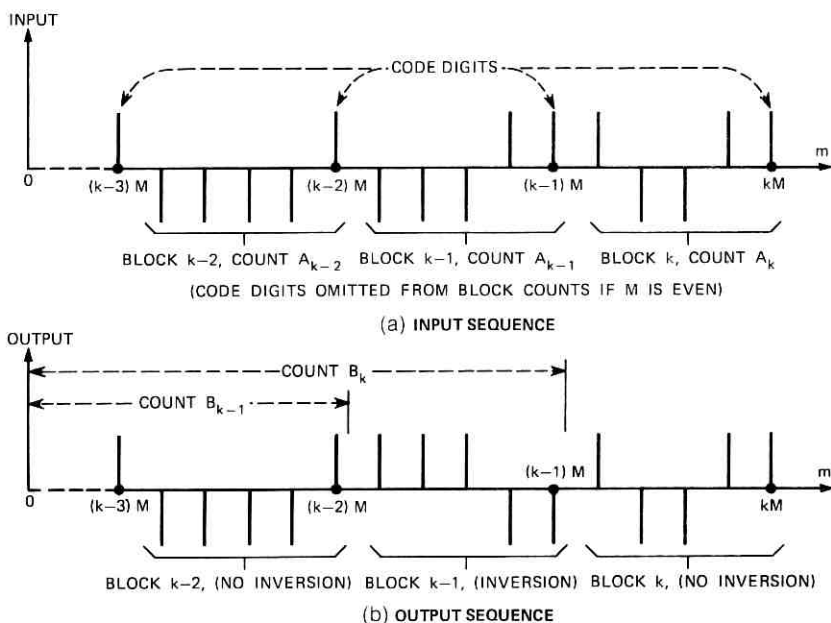 INPUT
CODE DIGITS
m
0
(k-3) M
(k-2) M
(k-1) M
kM
BLOCK k-2, COUNT A_{k-2}
BLOCK k-1, COUNT A_{k-1}
BLOCK k, COUNT A_k
(CODE DIGITS OMITTED FROM BLOCK COUNTS IF M IS EVEN)
(a) INPUT SEQUENCE
OUTPUT
COUNT B_k
COUNT B_{k-1}
(k-1) M
m
0
(k-3) M
(k-2) M
kM
BLOCK k-2, (NO INVERSION)
BLOCK k-1, (INVERSION)
BLOCK k, (NO INVERSION)
(b) OUTPUT SEQUENCE